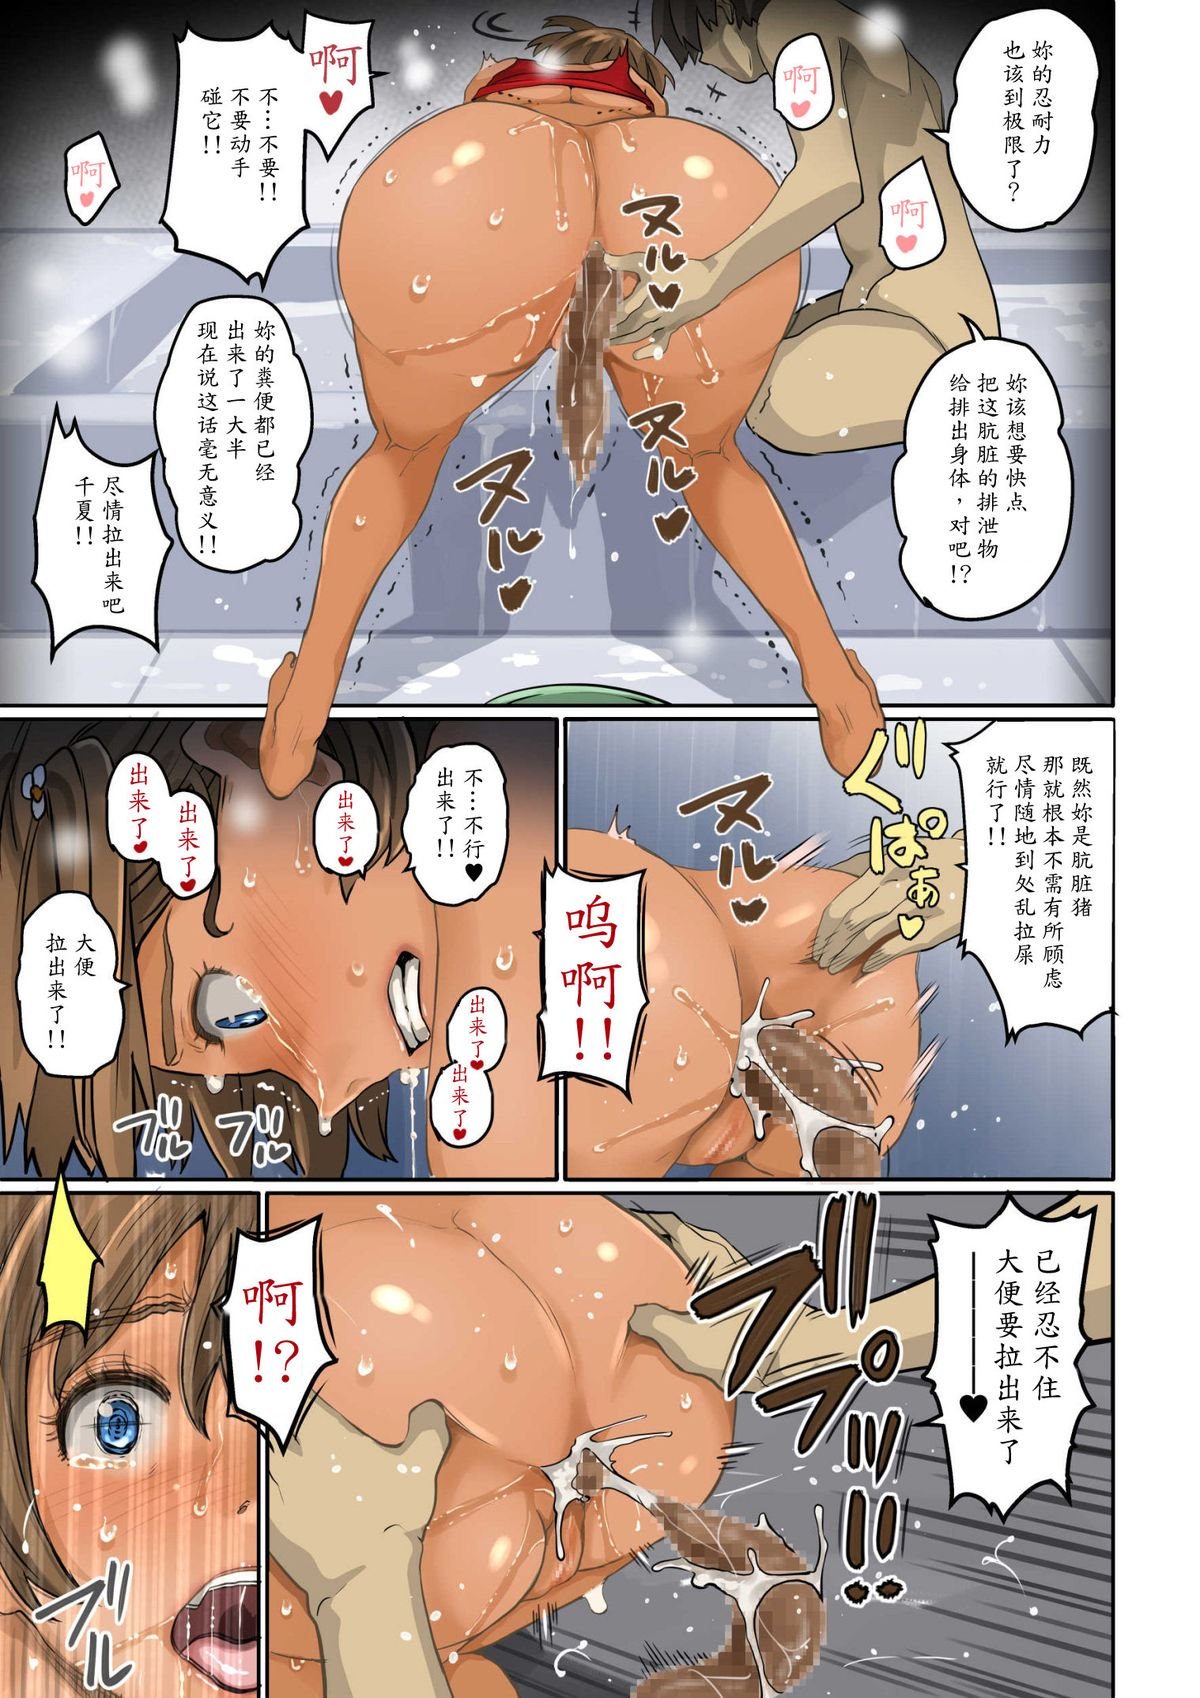 妳的忍耐力
也该到极限了?
啊♥
啊♥
啊♥
不…不要!!
不要动手
碰它!!
啊♥
妳该想要快点
把这肮脏的排泄物
给排出身体,对吧!?
妳的粪便都已经
出来了一大半
现在说这话毫无意义!!
尽情拉出来吧
千夏!!
ヌル
ヌル♥
ヌル
ヌル♥
ヌル
ヌル♥
既然妳是肮脏猪
那就根本不需有所顾虑
尽情随地到处乱拉屎
就行了!!
ぐぱぁ♥
ヌル
ヌル♥
呜啊!!
不…不行♥
出来了!!
出来了♥
出来了♥
出来了♥
出来了♥
出来了♥
大便
拉出来了!!
ブル
ブル
已经忍不住
大便要拉出来了
———♥
ブプッ!!
啊!?
ブル